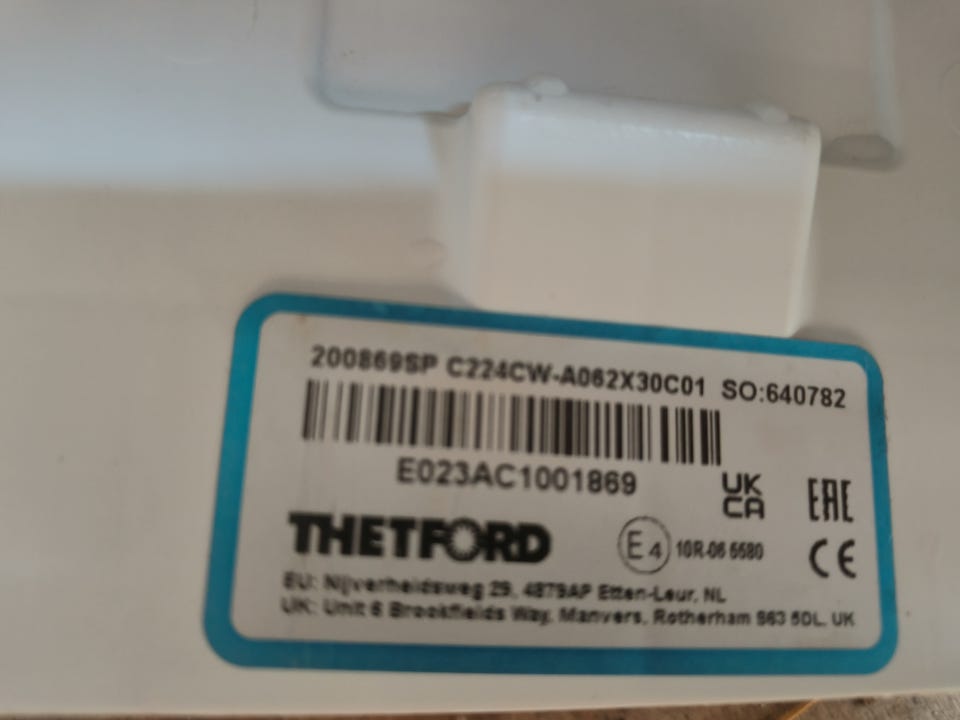 200869SP C224CW-A062X30C01 SO:640782
E023AC1001869
UK
CA
EAC
THETFORD
E4 10R-06 5580
CE
EU: Nijverheidsweg 29, 4879AP Etten-Leur, NL
UK: Unit 6 Brookfields Way, Manvers, Rotherham S63 5DL, UK